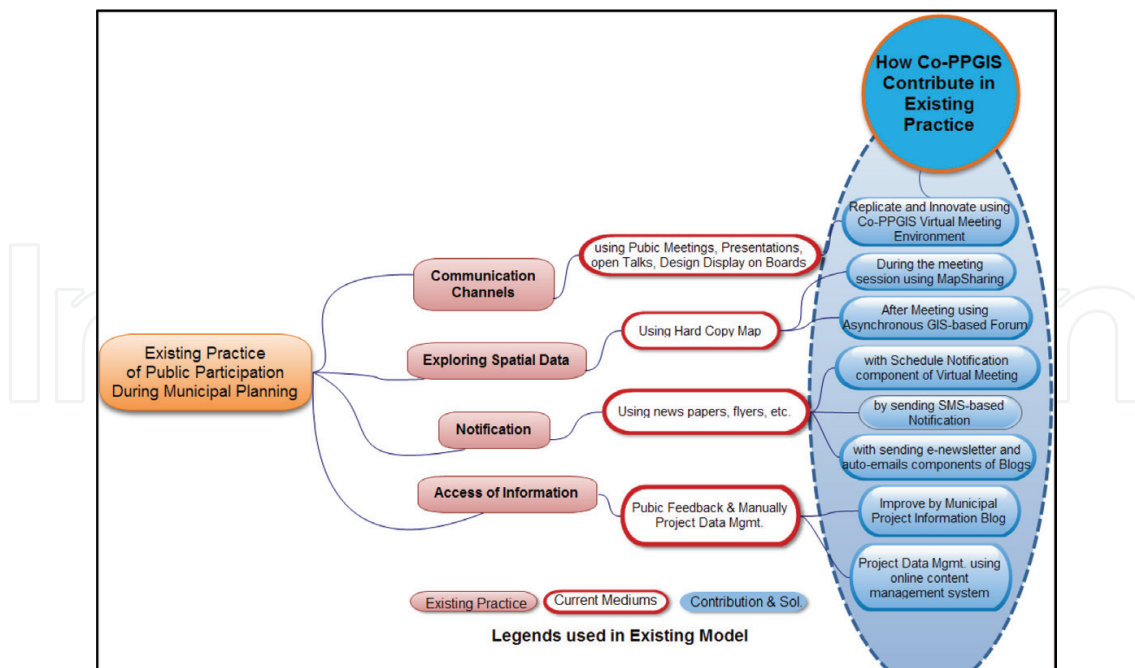 How Co-PPGIS
Contribute in
Existing
Practice
Replicate and Innovate using
Co-PPGIS Virtual Meeting
Environment
using Pubic Meetings, Presentations,
open Talks, Design Display on Boards
During the meeting
session using MapSharing
Communication
Channels
After Meeting using
Asynchronous GIS-based Forum
Using Hard Copy Map
Exploring Spatial Data
Existing Practice
of Public Participation
During Municipal Planning
with Schedule Notification
component of Virtual Meeting
Using news papers, flyers, etc.
by sending SMS-based
Notification
Notification
with sending e-newsletter and
auto-emails components of Blogs
Access of Information
Pubic Feedback & Manually
Project Data Mgmt.
Improve by Municipal
Project Information Blog
Project Data Mgmt. using
online content
management system
Existing Practice
Current Mediums
Contribution & Sol.
Legends used in Existing Model